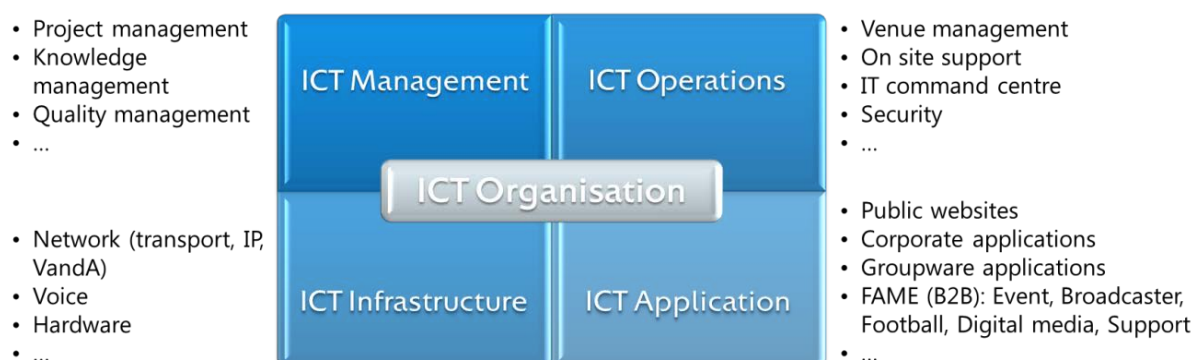 • Project management
• Knowledge
management
• Quality management
• ...
ICT Management
ICT Operations
• Venue management
• On site support
• IT command centre
• Security
• ...
ICT Organisation
• Network (transport, IP,
VandA)
• Voice
• Hardware
• ...
ICT Infrastructure
ICT Application
• Public websites
• Corporate applications
• Groupware applications
• FAME (B2B): Event, Broadcaster,
Football, Digital media, Support
• ...